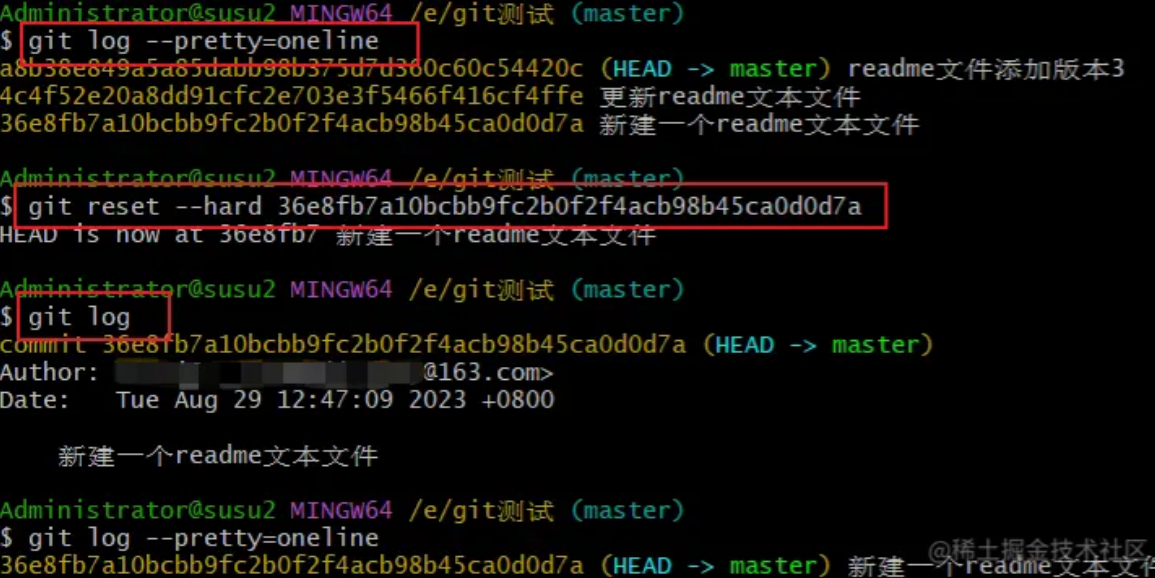 Administrator@susu2 MINGW64 /e/git测试 (master)
$ git log --pretty=oneline
a8b38e849a5a85dabb98b375d7d360c60c54420c (HEAD -> master) readme文件添加版本3
4c4f52e20a8dd91cfc2e703e3f5466f416cf4ffe 更新readme文本文件
36e8fb7a10bcbb9fc2b0f2f4acb98b45ca0d0d7a 新建一个readme文本文件
Administrator@susu2 MINGW64 /e/git测试 (master)
$ git reset --hard 36e8fb7a10bcbb9fc2b0f2f4acb98b45ca0d0d7a
HEAD is now at 36e8fb7 新建一个readme文本文件
Administrator@susu2 MINGW64 /e/git测试 (master)
$ git log
commit 36e8fb7a10bcbb9fc2b0f2f4acb98b45ca0d0d7a (HEAD -> master)
Author: @163.com>
Date: Tue Aug 29 12:47:09 2023 +0800
新建一个readme文本文件
Administrator@susu2 MINGW64 /e/git测试 (master)
$ git log --pretty=oneline
36e8fb7a10bcbb9fc2b0f2f4acb98b45ca0d0d7a (HEAD -> master) 新建一个readme文本文件
@稀土掘金技术社区